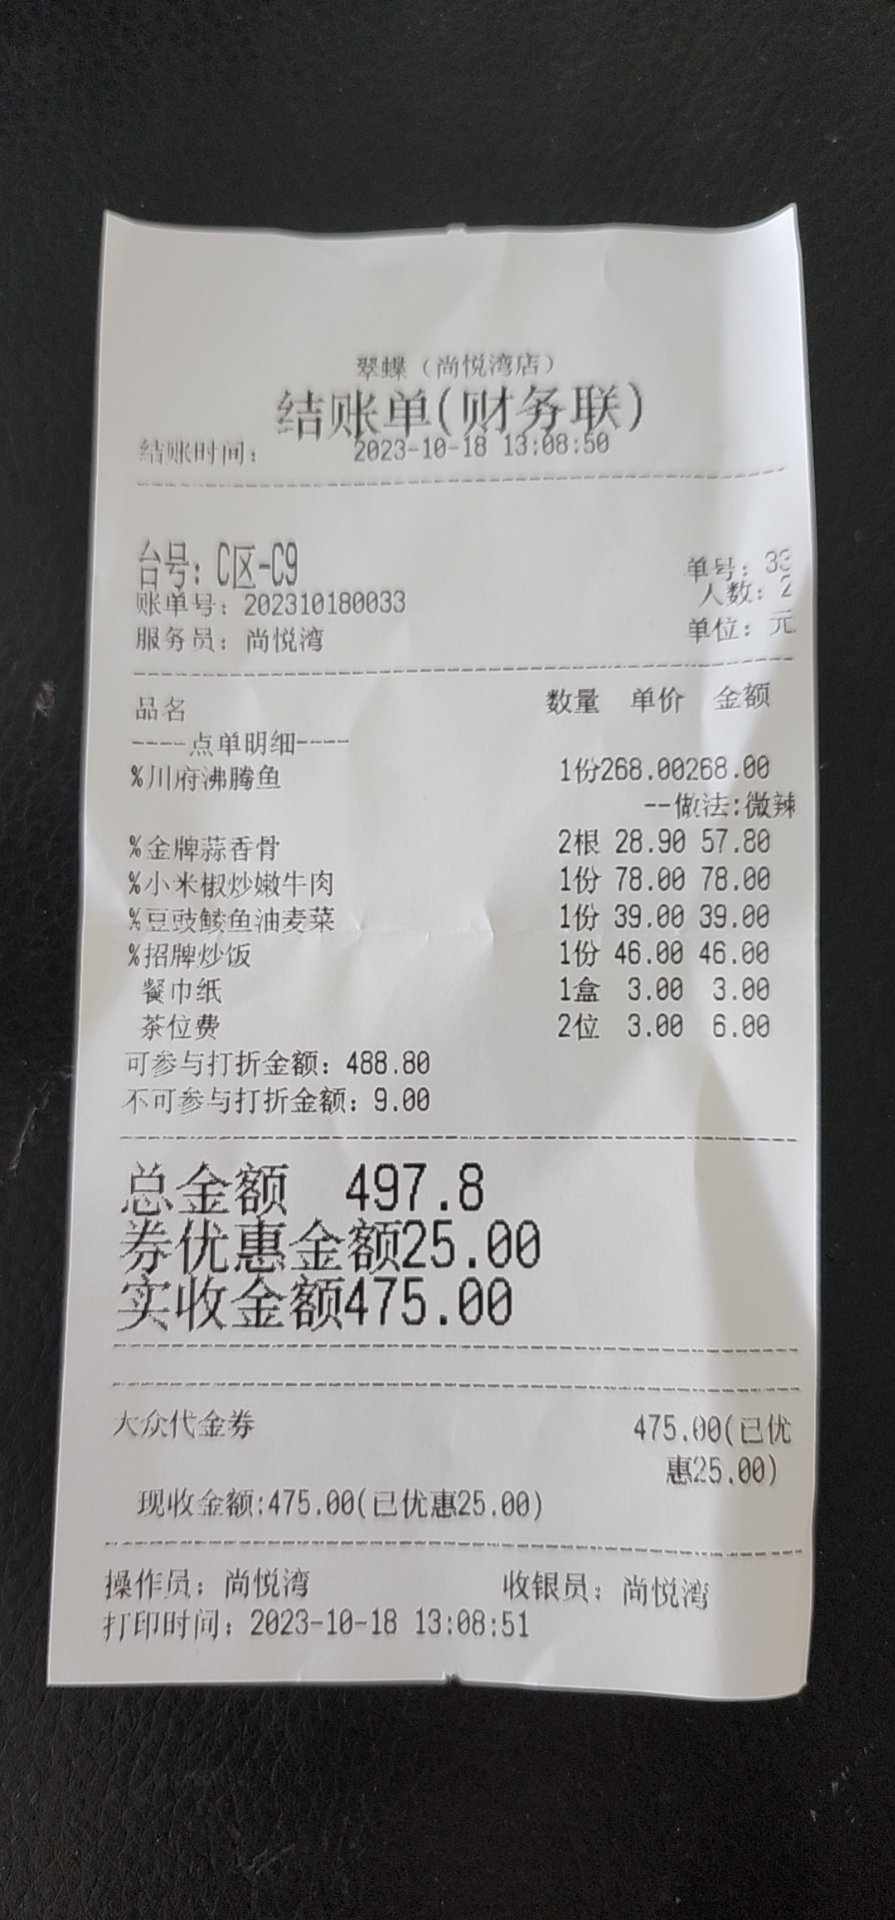 翠蝶（尚悦湾店）
结账单(财务联)
结账时间： 2023-10-18 13:08:50
台号：C区-C9 单号：33
账单号：202310180033 人数：2
服务员：尚悦湾 单位：元
品名 数量 单价 金额
----点单明细----
%川府沸腾鱼 1份268.00268.00
--做法:微辣
%金牌蒜香骨 2根 28.90 57.80
%小米椒炒嫩牛肉 1份 78.00 78.00
%豆豉鲮鱼油麦菜 1份 39.00 39.00
%招牌炒饭 1份 46.00 46.00
餐巾纸 1盒 3.00 3.00
茶位费 2位 3.00 6.00
可参与打折金额：488.80
不可参与打折金额：9.00
总金额 497.8
券优惠金额25.00
实收金额475.00
大众代金券 475.00(已优
惠25.00)
现收金额:475.00(已优惠25.00)
操作员：尚悦湾 收银员：尚悦湾
打印时间：2023-10-18 13:08:51